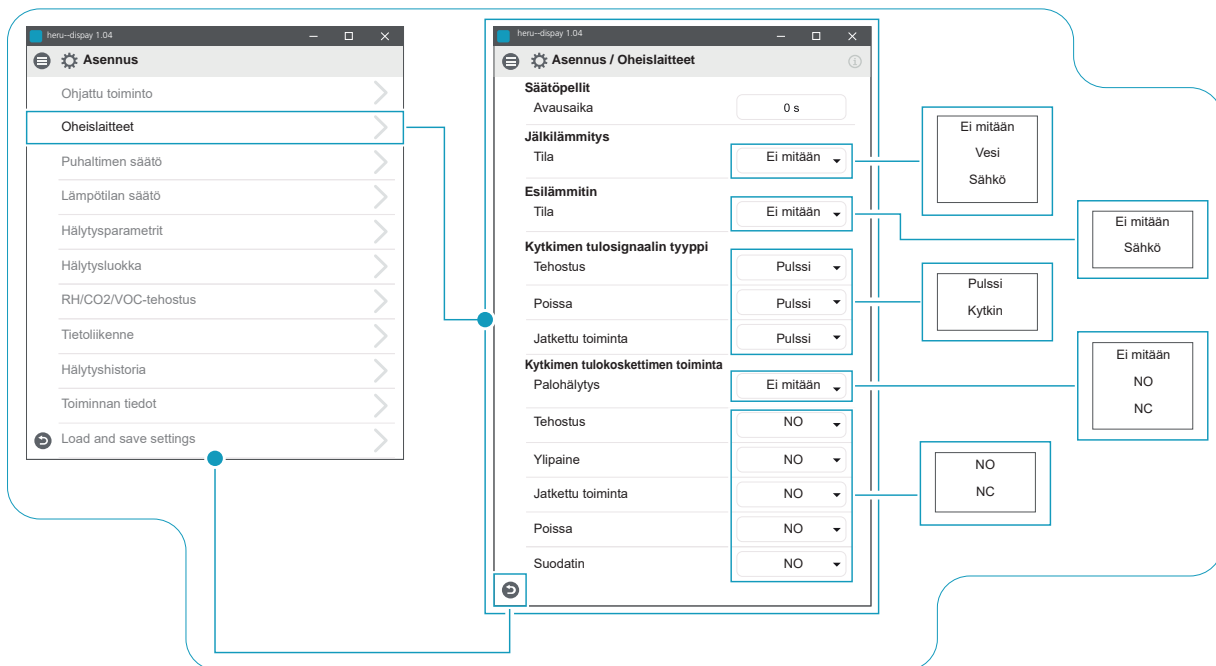 heru--dispay 1.04
Asennus
Ohjattu toiminto
Oheislaitteet
Puhaltimen säätö
Lämpötilan säätö
Hälytysparametrit
Hälytysluokka
RH/CO2/VOC-tehostus
Tietoliikenne
Hälytyshistoria
Toiminnan tiedot
Load and save settings
heru--dispay 1.04
Asennus / Oheislaitteet
Säätöpellit
Avausaika 0 s
Jälkilämmitys
Tila Ei mitään
Esilämmitin
Tila Ei mitään
Kytkimen tulosignaalin tyyppi
Tehostus Pulssi
Poissa Pulssi
Jatkettu toiminta Pulssi
Kytkimen tulokoskettimen toiminta
Palohälytys Ei mitään
Tehostus NO
Ylipaine NO
Jatkettu toiminta NO
Poissa NO
Suodatin NO
Ei mitään
Vesi
Sähkö
Ei mitään
Sähkö
Pulssi
Kytkin
Ei mitään
NO
NC
NO
NC